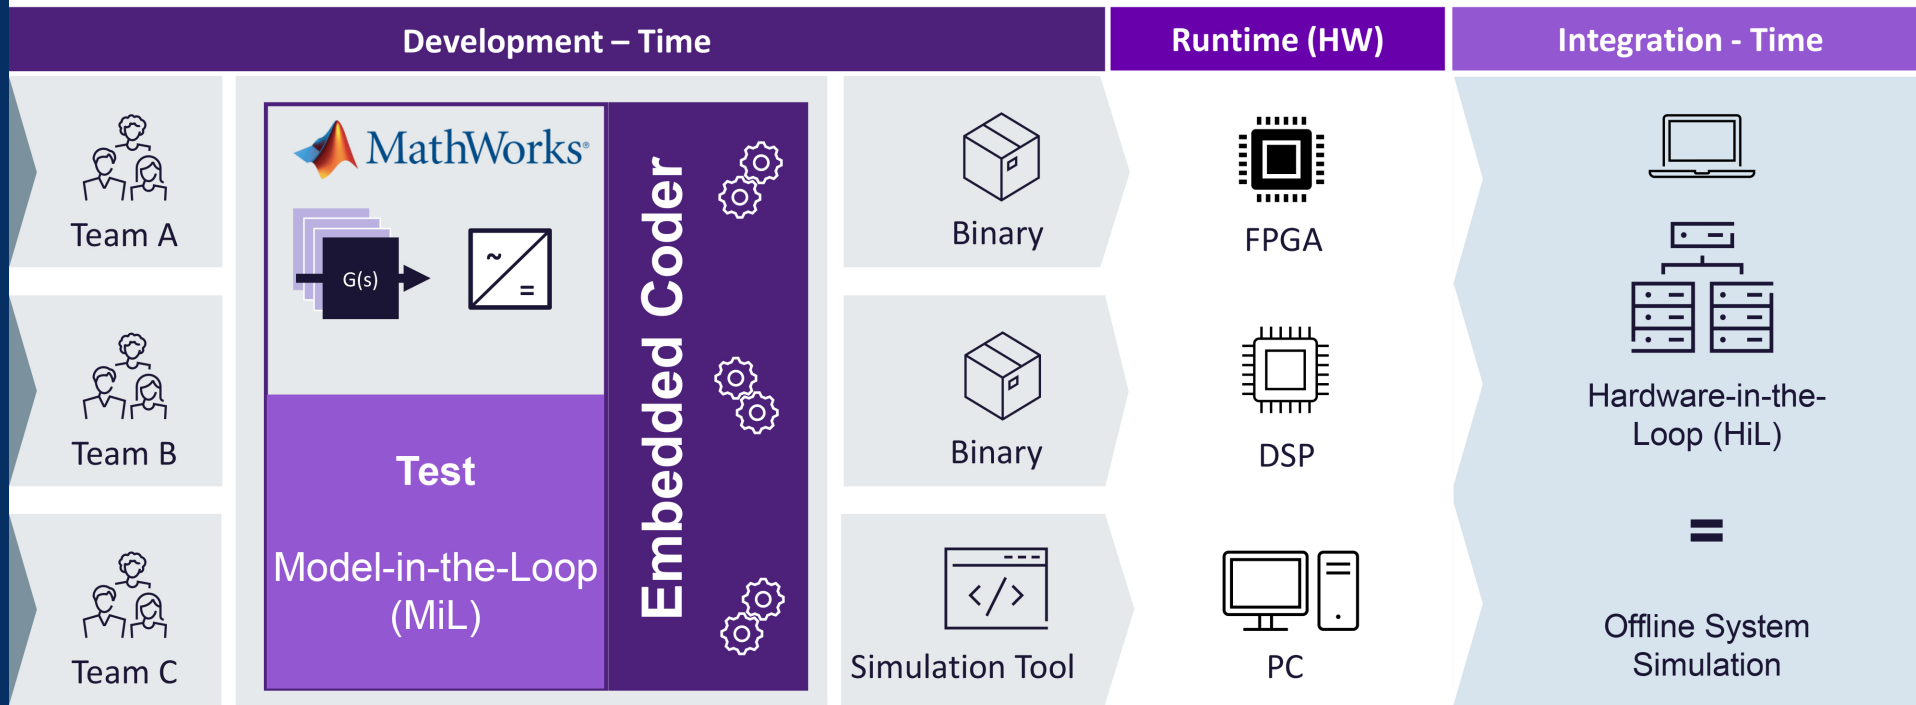 Development – Time
Runtime (HW)
Integration - Time
Team A
Team B
Team C
MathWorks®
G(s)
~
=
Test
Model-in-the-Loop
(MiL)
Embedded Coder
Binary
Binary
</>
Simulation Tool
FPGA
DSP
PC
Hardware-in-the-
Loop (HiL)
=
Offline System
Simulation